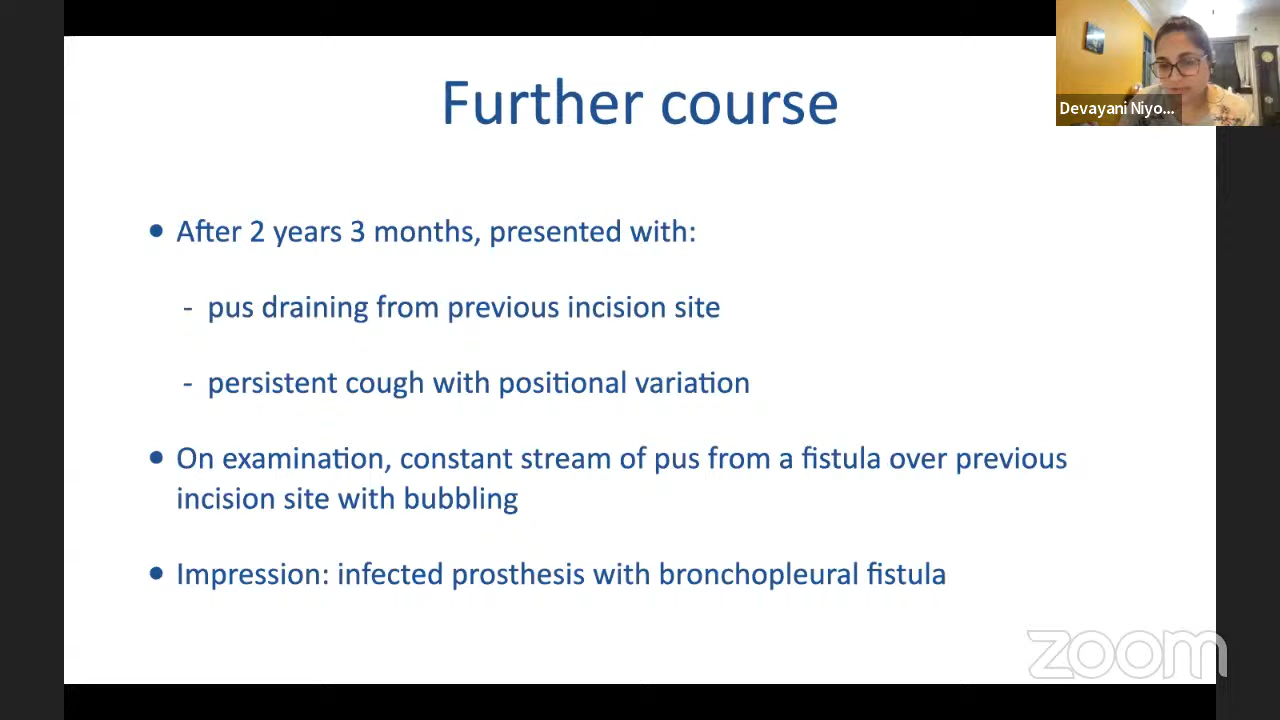 Further course
Devayani Niyo...
• After 2 years 3 months, presented with:
- pus draining from previous incision site
- persistent cough with positional variation
• On examination, constant stream of pus from a fistula over previous
incision site with bubbling
• Impression: infected prosthesis with bronchopleural fistula
zoom